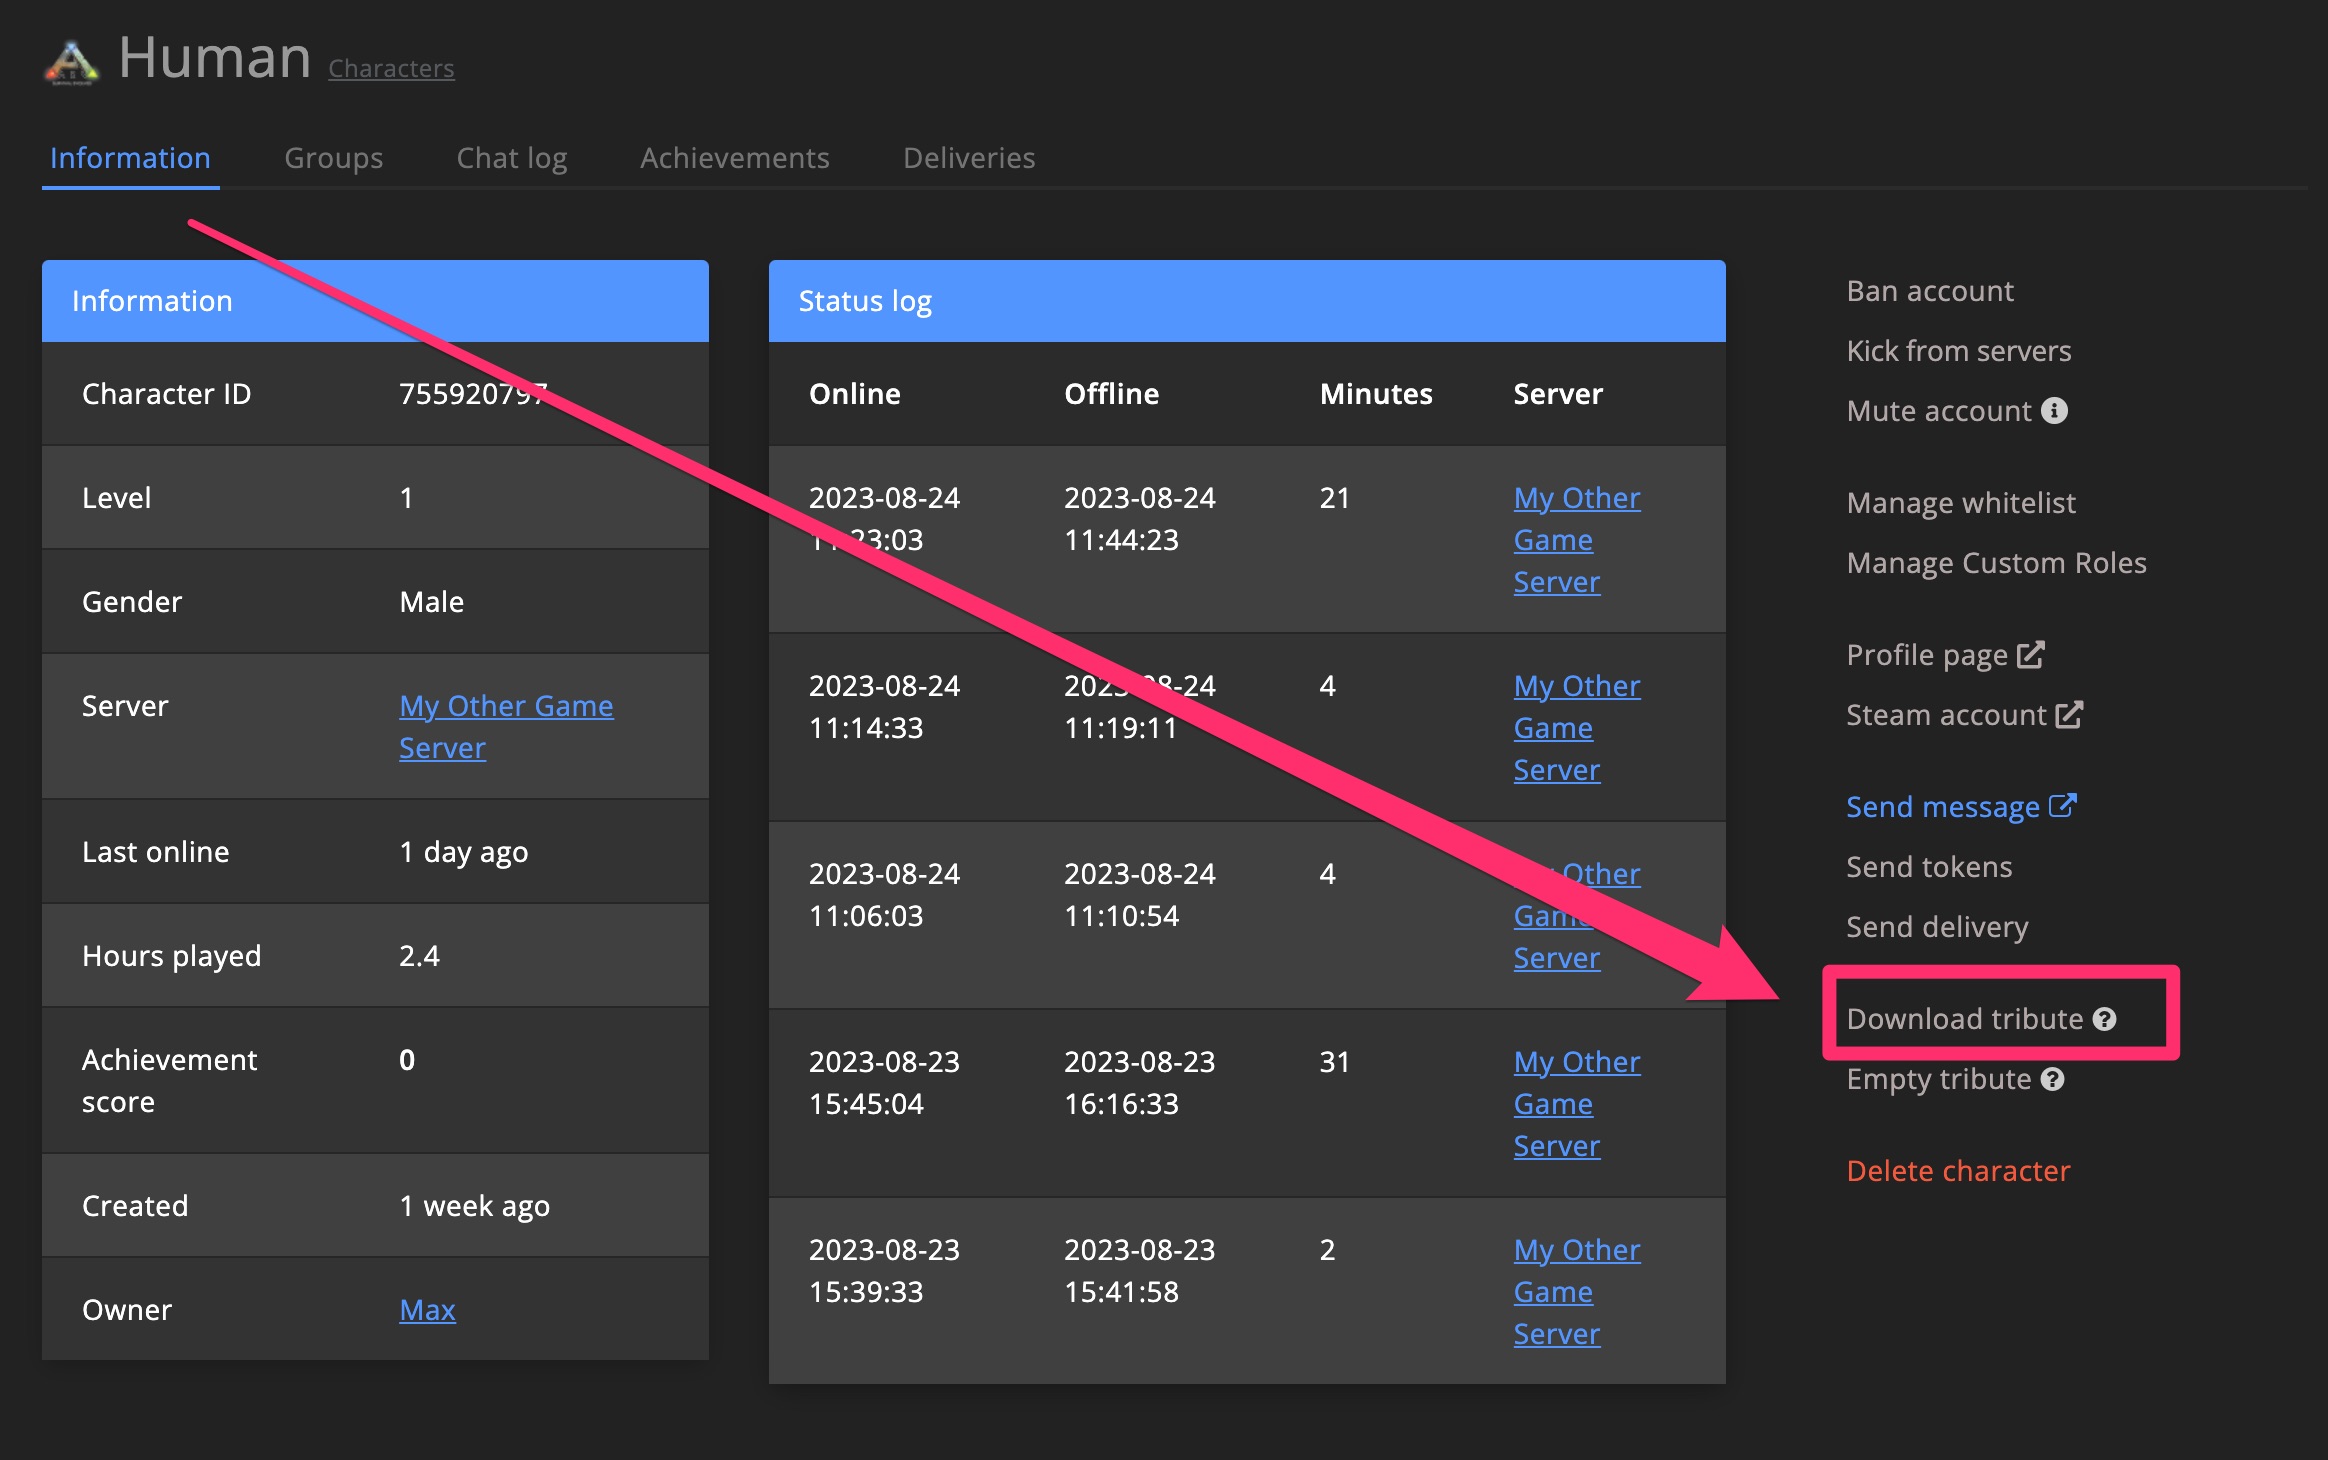 Human Characters
Information Groups Chat log Achievements Deliveries
Information
Character ID 755920797
Level 1
Gender Male
Server My Other Game
Server
Last online 1 day ago
Hours played 2.4
Achievement 0
score
Created 1 week ago
Owner Max
Status log
Online Offline Minutes Server
2023-08-24 2023-08-24 21 My Other
11:23:03 11:44:23 Game
Server
2023-08-24 2023-08-24 4 My Other
11:14:33 11:19:11 Game
Server
2023-08-24 2023-08-24 4 My Other
11:06:03 11:10:54 Game
Server
2023-08-23 2023-08-23 31 My Other
15:45:04 16:16:33 Game
Server
2023-08-23 2023-08-23 2 My Other
15:39:33 15:41:58 Game
Server
Ban account
Kick from servers
Mute account
Manage whitelist
Manage Custom Roles
Profile page
Steam account
Send message
Send tokens
Send delivery
Download tribute
Empty tribute
Delete character